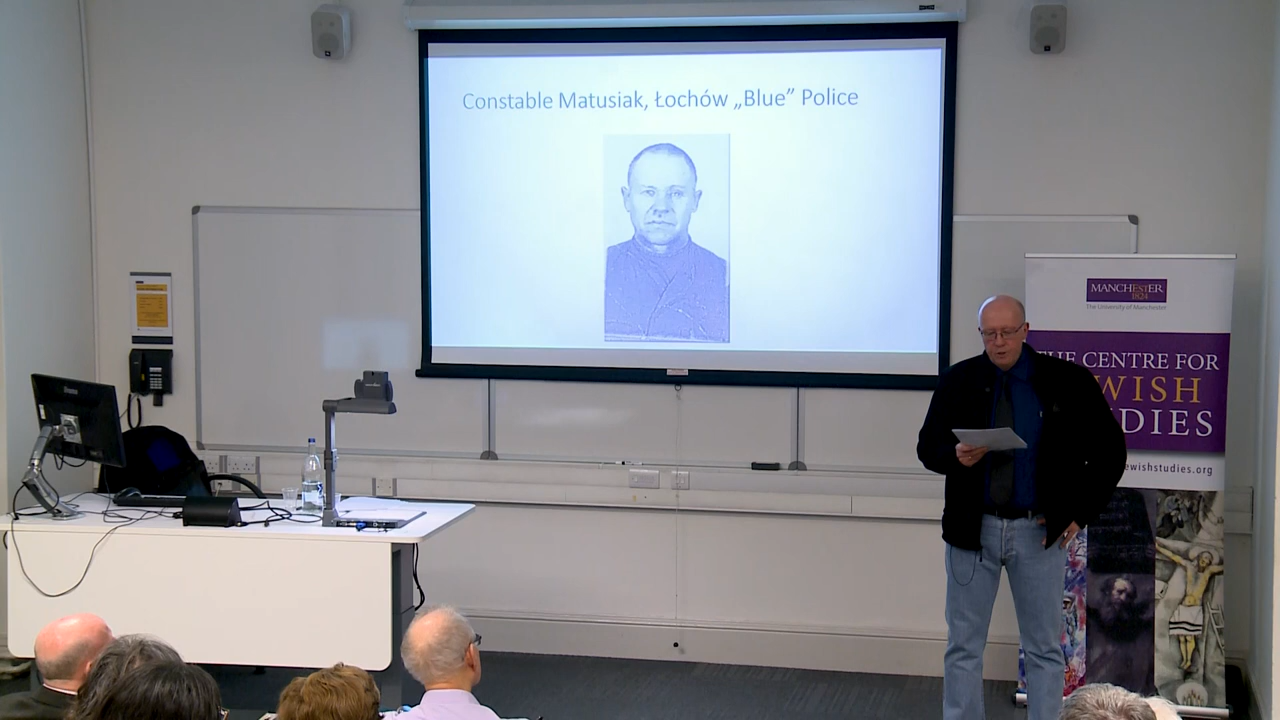 Constable Matusiak, Łochów „Blue” Police
MANCHESTER
1824
The University of Manchester
THE CENTRE FOR
WISH
DIES
ewishstudies.org